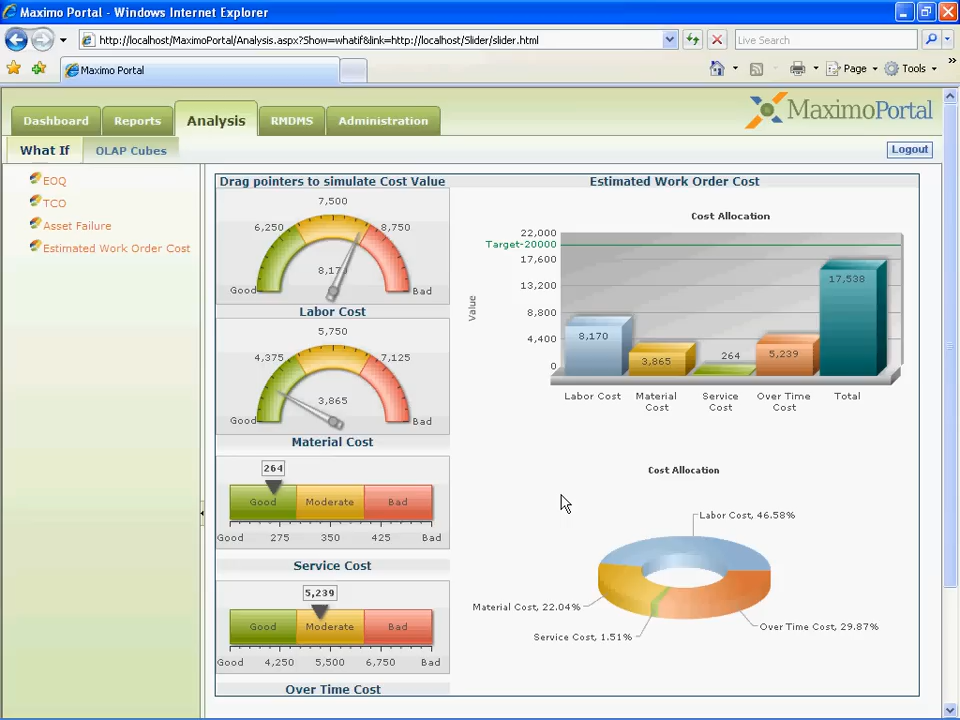 Maximo Portal - Windows Internet Explorer
http://localhost/MaximoPortal/Analysis.aspx?Show=whatif&link=http://localhost/Slider/slider.html
Live Search
Maximo Portal
Page
Tools
Dashboard
Reports
Analysis
RMDMS
Administration
MaximoPortal
What If
OLAP Cubes
Logout
EOQ
TCO
Asset Failure
Estimated Work Order Cost
Drag pointers to simulate Cost Value
7,500
6,250
8,750
8,17
Good
Bad
Labor Cost
5,750
4,375
7,125
3,865
Good
Bad
Material Cost
264
Good
Moderate
Bad
Good
275
350
425
Bad
Service Cost
5,239
Good
Moderate
Bad
Good
4,250
5,500
6,750
Bad
Over Time Cost
Estimated Work Order Cost
Cost Allocation
22,000
Target-20000
17,600
13,200
8,800
4,400
0
Value
8,170
3,865
264
5,239
17,538
Labor Cost
Material Cost
Service Cost
Over Time Cost
Total
Cost Allocation
Labor Cost, 46.58%
Material Cost, 22.04%
Service Cost, 1.51%
Over Time Cost, 29.87%